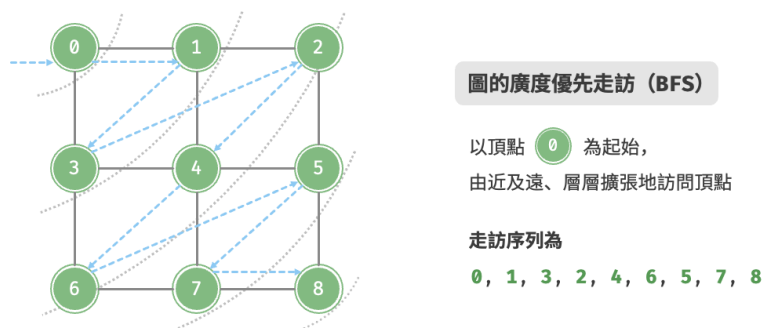 0 1 2
3 4 5
6 7 8
圖的廣度優先走訪（BFS）
以頂點 0 為起始，
由近及遠、層層擴張地訪問頂點
走訪序列為
0, 1, 3, 2, 4, 6, 5, 7, 8